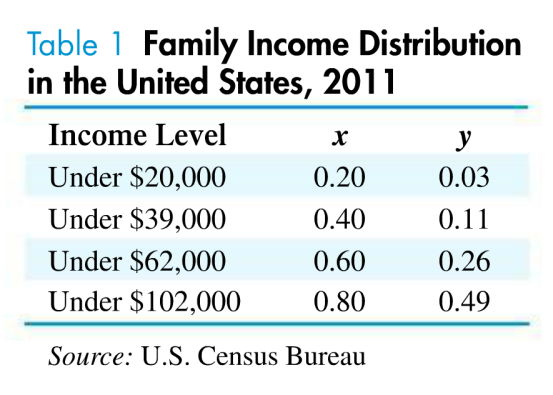 Table 1 Family Income Distribution
in the United States, 2011
Income Level x y
Under $20,000 0.20 0.03
Under $39,000 0.40 0.11
Under $62,000 0.60 0.26
Under $102,000 0.80 0.49
Source: U.S. Census Bureau